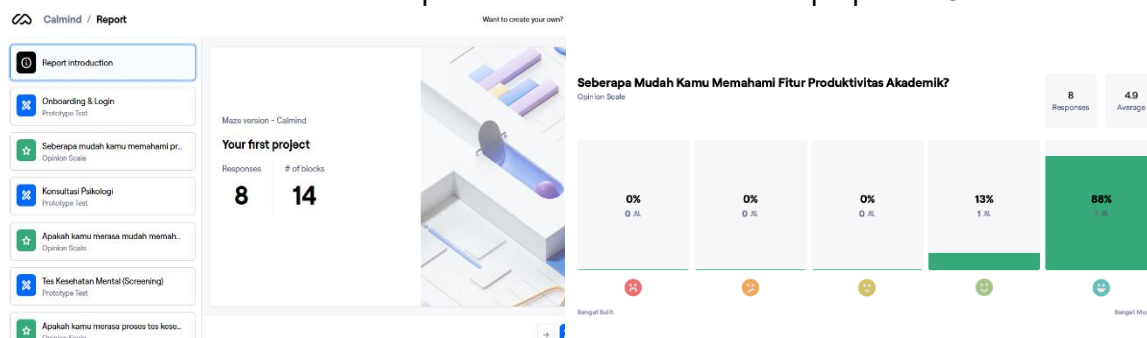 Calmind / Report
Want to create your own?
Report introduction
Onboarding & Login
Prototype Test
Seberapa mudah kamu memahami pr...
Opinion Scale
Konsultasi Psikologi
Prototype Test
Apakah kamu merasa mudah memah...
Opinion Scale
Tes Kesehatan Mental (Screening)
Prototype Test
Apakah kamu merasa proses tes kese...
Opinion Scale
Maze version - Calmind
Your first project
Responses
# of blocks
8
14
Seberapa Mudah Kamu Memahami Fitur Produktivitas Akademik?
Opinion Scale
8
Responses
4.9
Average
0%
0
0%
0
0%
0
13%
1
88%
7
Sangat Sulit
Sangat